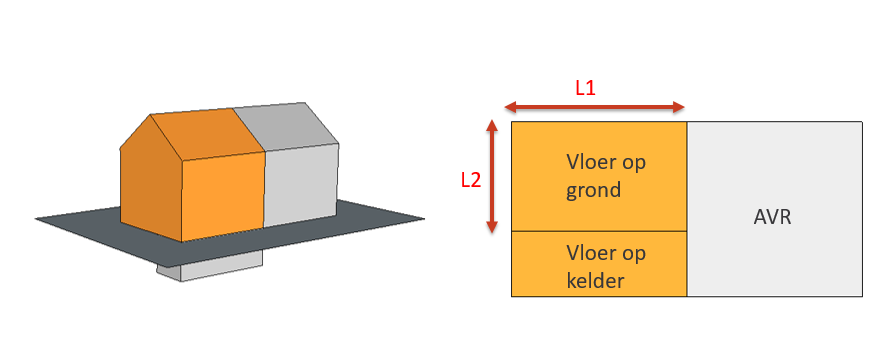 L1
L2
Vloer op
grond
AVR
Vloer op
kelder